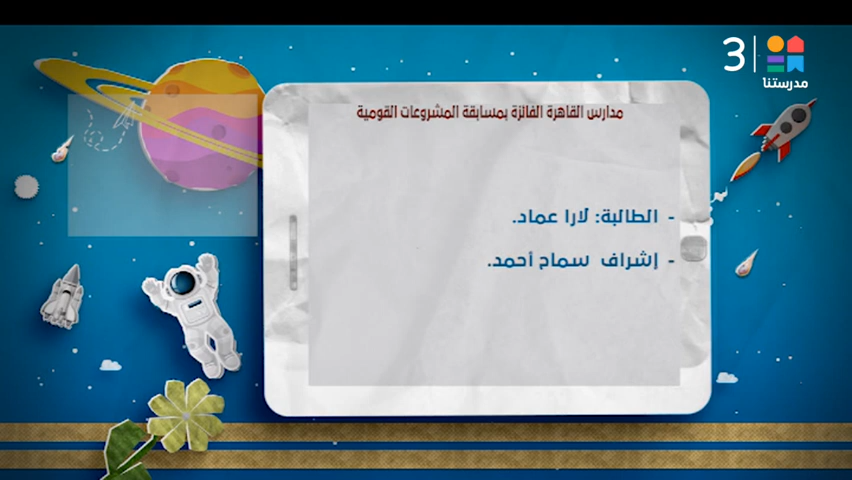 3
مدرستنا
مدارس القاهرة الفائزة بمسابقة المشروعات القومية
- الطالبة: لارا عماد.
- إشراف سماح أحمد.